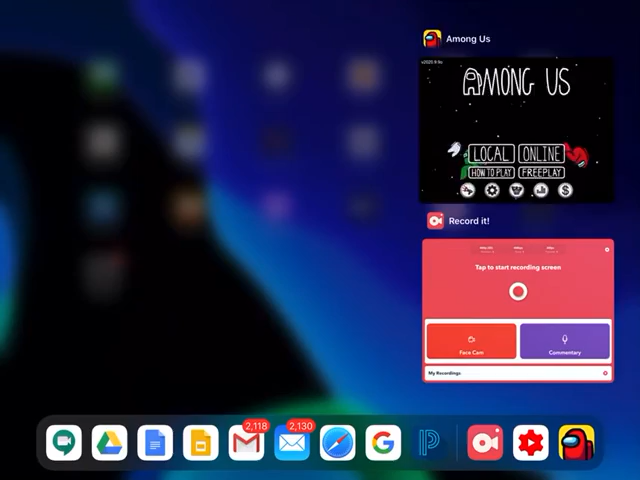 Among Us
AMONG US
LOCAL
ONLINE
HOW TO PLAY
FREEPLAY
$
Record it!
Tap to start recording screen
Face Cam
Commentary
My Recordings
2,118
2,130
G